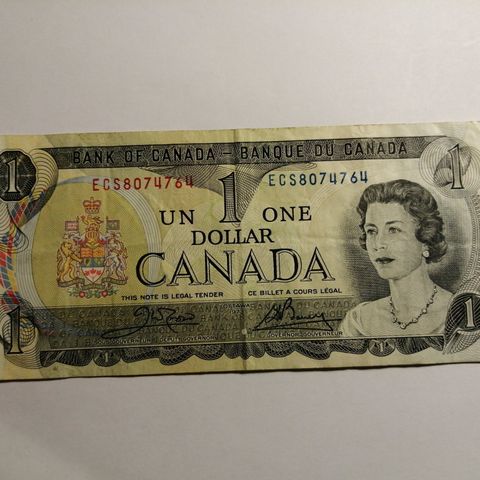 BANK OF CANADA – BANQUE DU CANADA
1 1 1
ECS8074764 ECS8074764
UN ONE
DOLLAR
CANADA
THIS NOTE IS LEGAL TENDER CE BILLET A COURS LÉGAL
1 1